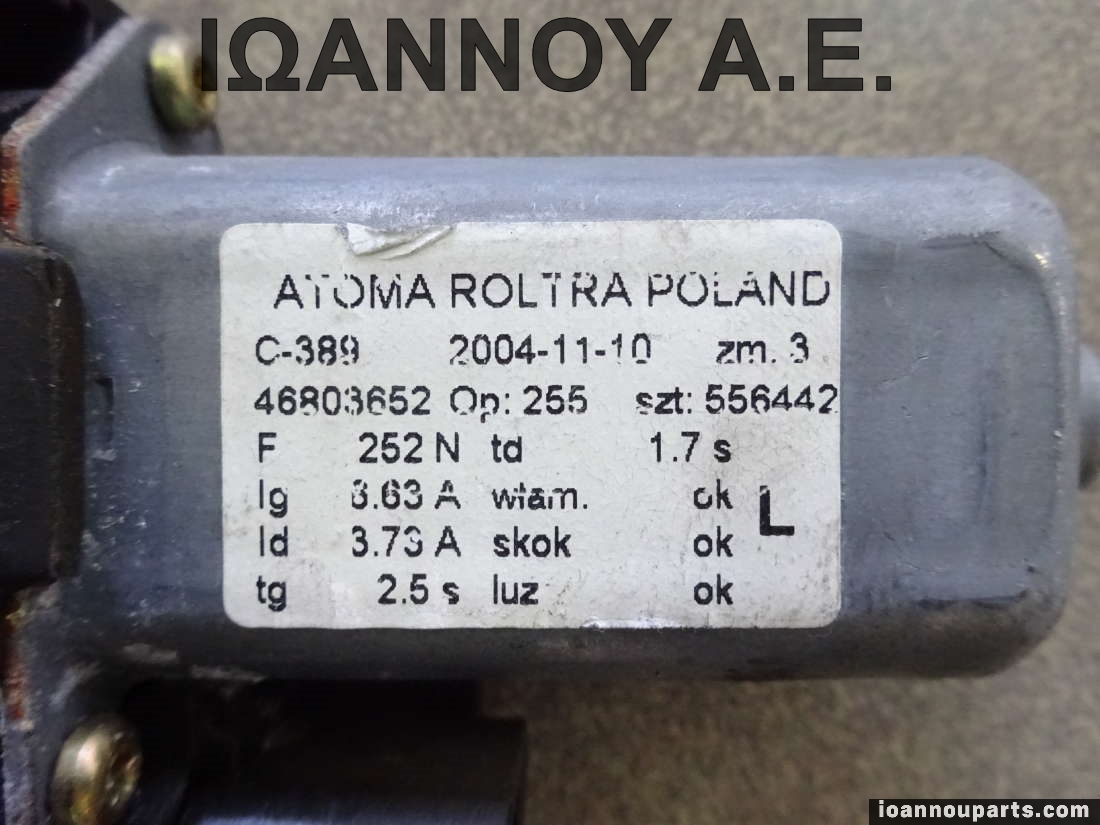 ΙΩΑΝΝΟΥ Α.Ε.
ATOMA ROLTRA POLAND
C-389 2004-11-10 zm. 3
46803652 Op: 255 szt: 556442
F 252 N td 1.7 s
Ig 3.63 A włam. ok
Id 3.73 A skok ok
L
tg 2.5 s luz ok
ioannouparts.com